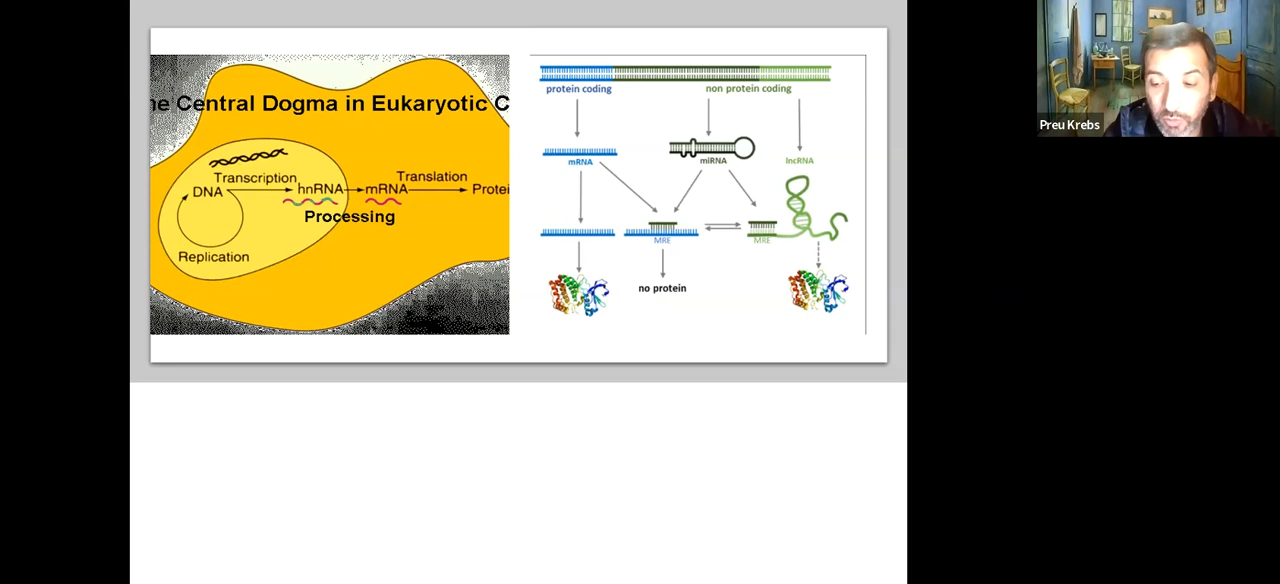 ne Central Dogma in Eukaryotic C
Transcription
Translation
DNA
hnRNA
mRNA
Protei
Processing
Replication
protein coding
non protein coding
mRNA
miRNA
lncRNA
MRE
MRE
no protein
Preu Krebs